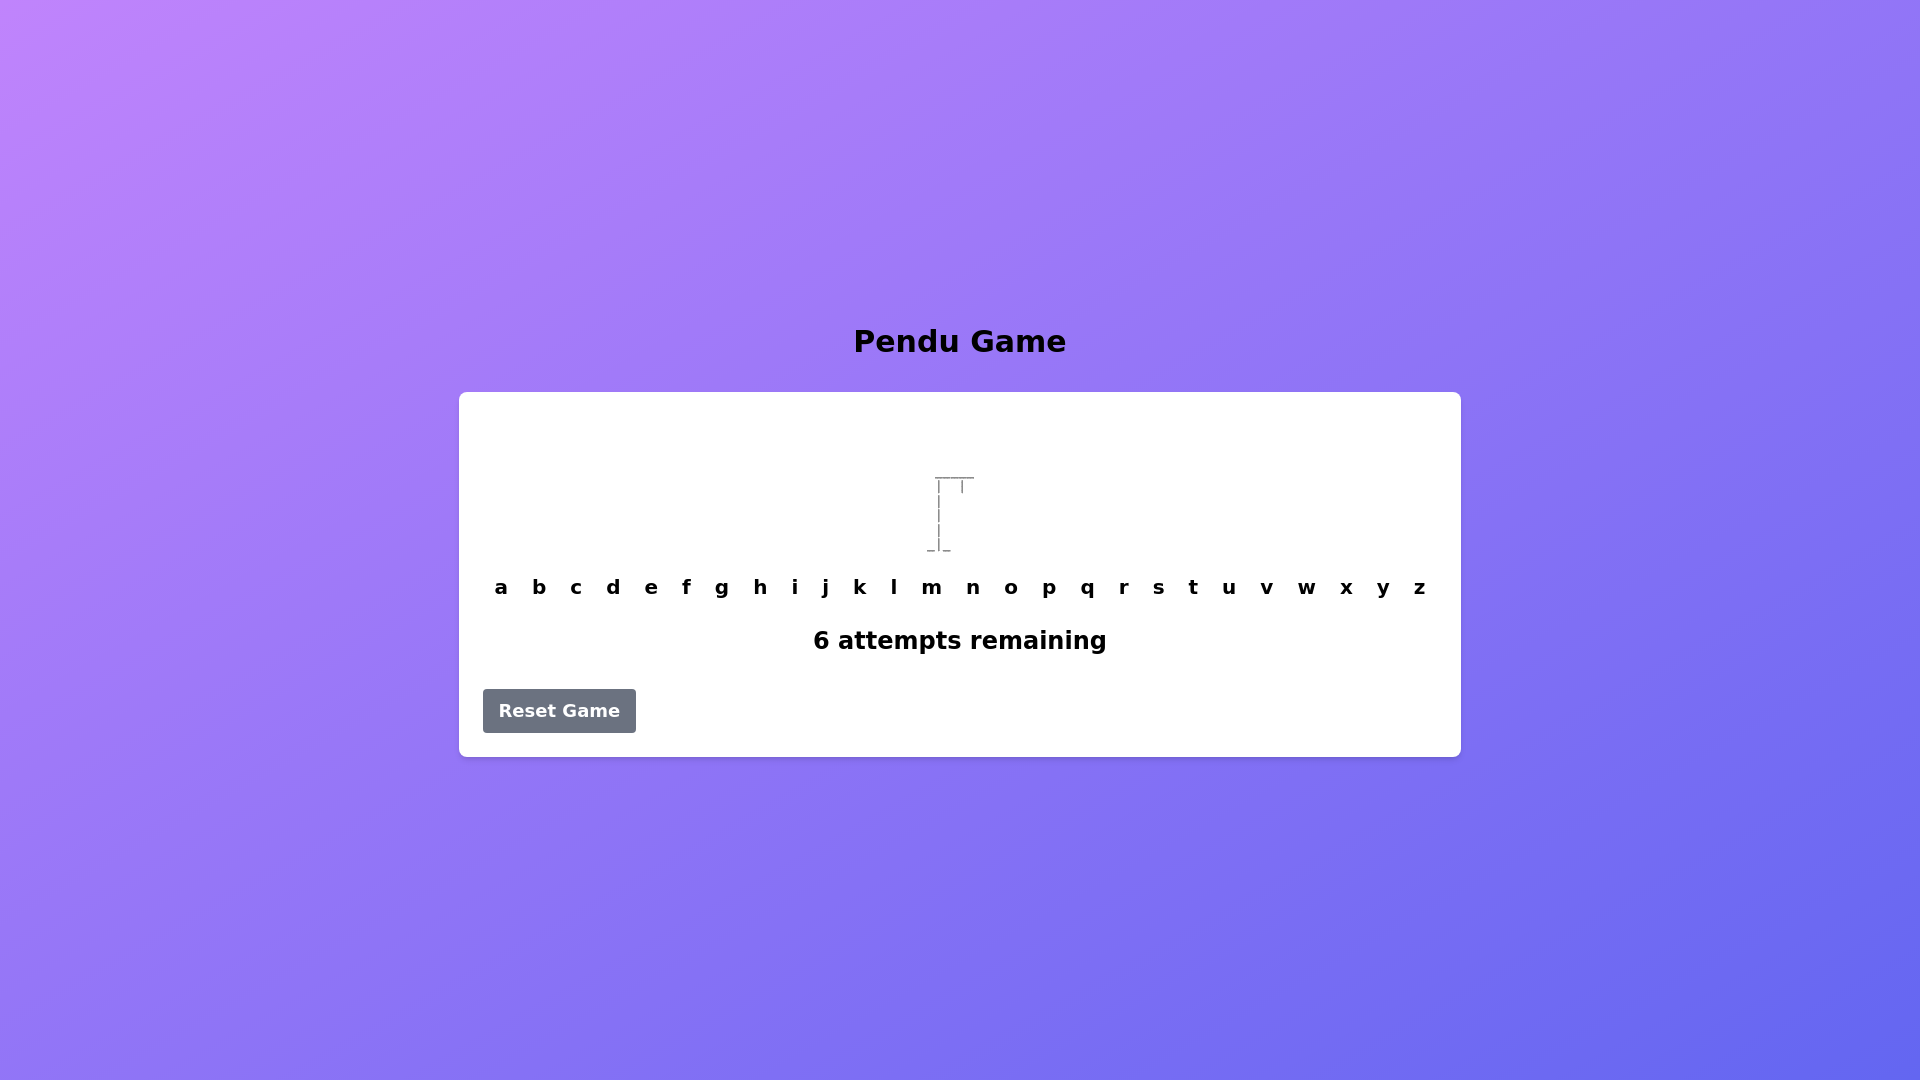 Pendu Game
a b c d e f g h i j k l m n o p q r s t u v w x y z
6 attempts remaining
Reset Game